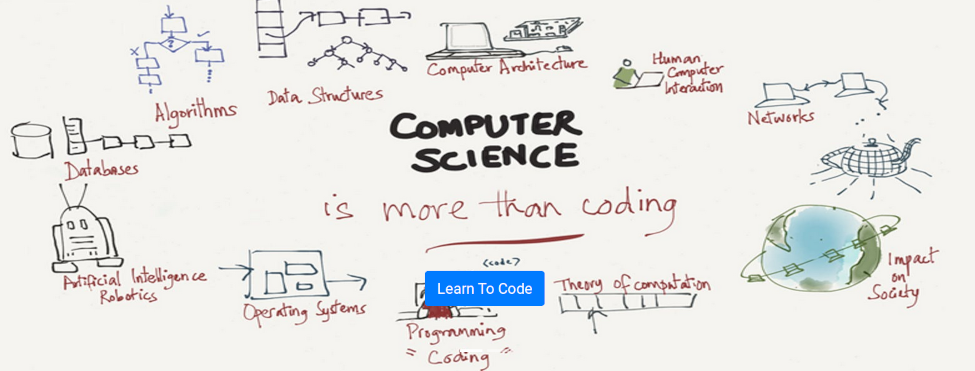 Algorithms
Data Structures
Computer Architecture
Human
Computer
Interaction
Networks
Databases
COMPUTER
SCIENCE
is more than coding
Artificial Intelligence
Robotics
Operating Systems
<code>
Learn To Code
Programming
" Coding "
Theory of computation
Impact
on
Society